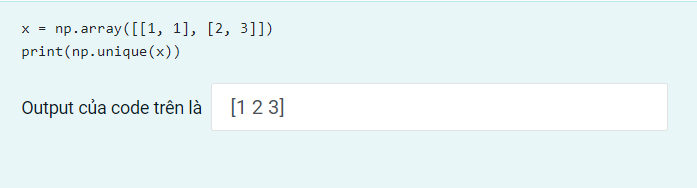 x = np.array([[1, 1], [2, 3]])
print(np.unique(x))
Output của code trên là [1 2 3]